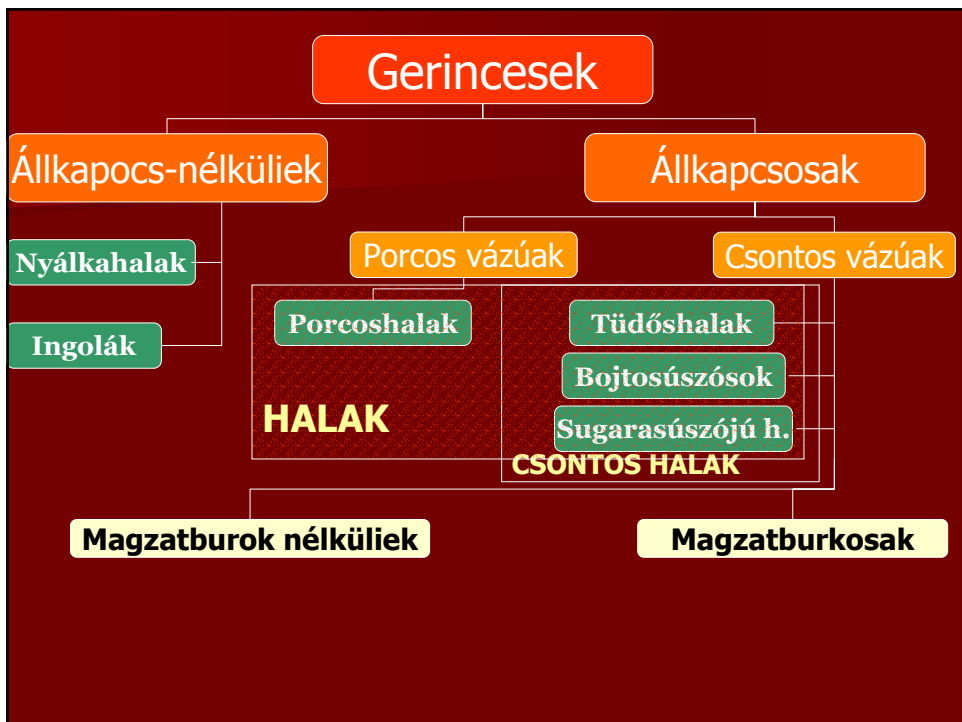 Gerincesek
Állkapocs-nélküliek
Állkapcsosak
Nyálkahalak
Ingolák
Porcos vázúak
Csontos vázúak
Porcoshalak
Tüdőshalak
Bojtosúszósok
Sugarasúszójú h.
HALAK
CSONTOS HALAK
Magzatburok nélküliek
Magzatburkosak